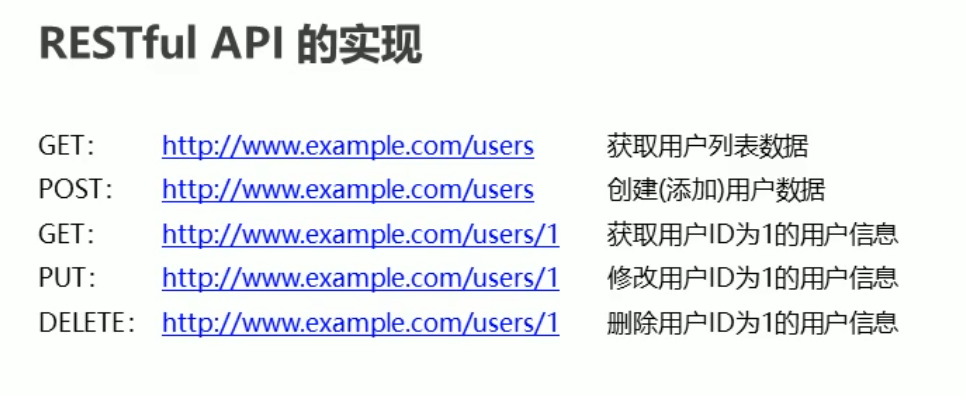 RESTful API 的实现
GET： http://www.example.com/users 获取用户列表数据
POST： http://www.example.com/users 创建(添加)用户数据
GET： http://www.example.com/users/1 获取用户ID为1的用户信息
PUT： http://www.example.com/users/1 修改用户ID为1的用户信息
DELETE： http://www.example.com/users/1 删除用户ID为1的用户信息